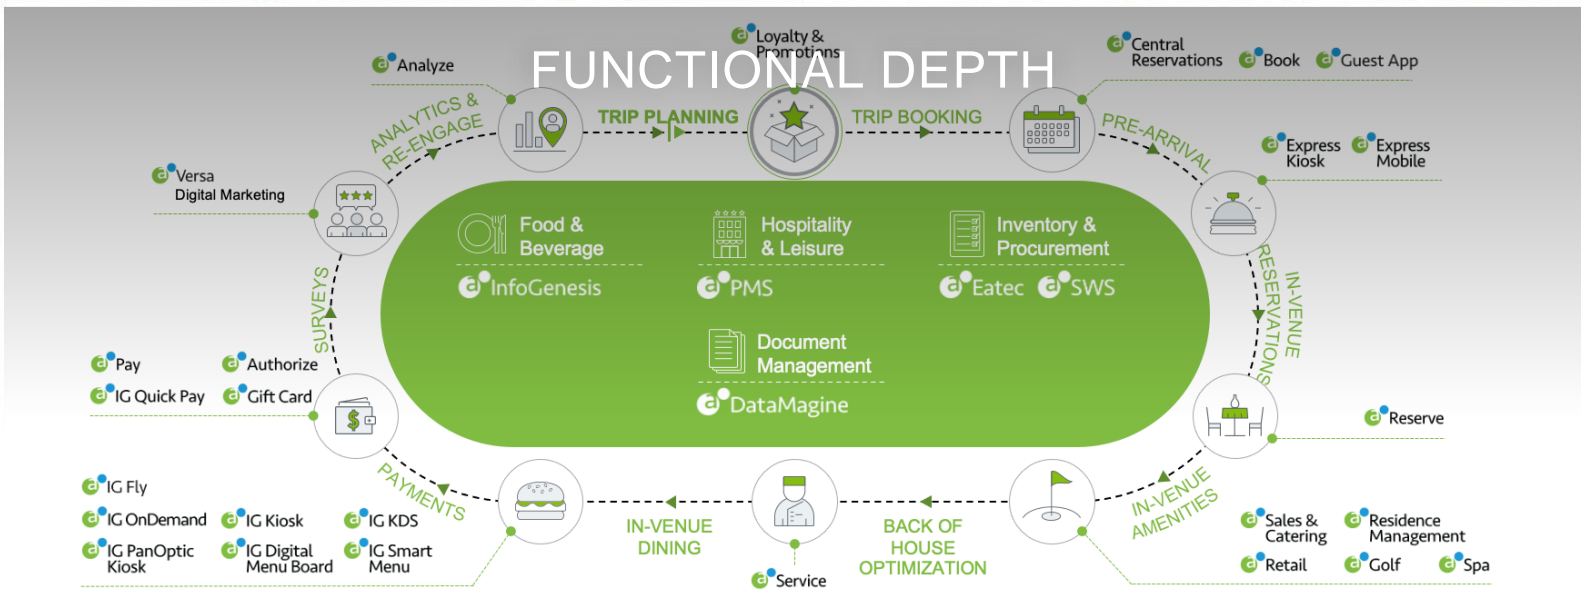 FUNCTIONAL DEPTH
Loyalty &
Promotions
Analyze
Central
Reservations
Book
Guest App
ANALYTICS &
RE-ENGAGE
TRIP PLANNING
TRIP BOOKING
PRE-ARRIVAL
Express
Kiosk
Express
Mobile
Versa
Digital Marketing
Food &
Beverage
InfoGenesis
Hospitality
& Leisure
PMS
Inventory &
Procurement
Eatec
SWS
Document
Management
DataMagine
IN-VENUE
RESERVATIONS
SURVEYS
Pay
Authorize
IG Quick Pay
Gift Card
Reserve
PAYMENTS
IN-VENUE
AMENITIES
IG Fly
IG OnDemand
IG Kiosk
IG KDS
IG PanOptic
Kiosk
IG Digital
Menu Board
IG Smart
Menu
IN-VENUE
DINING
Service
BACK OF
HOUSE
OPTIMIZATION
Sales &
Catering
Residence
Management
Retail
Golf
Spa